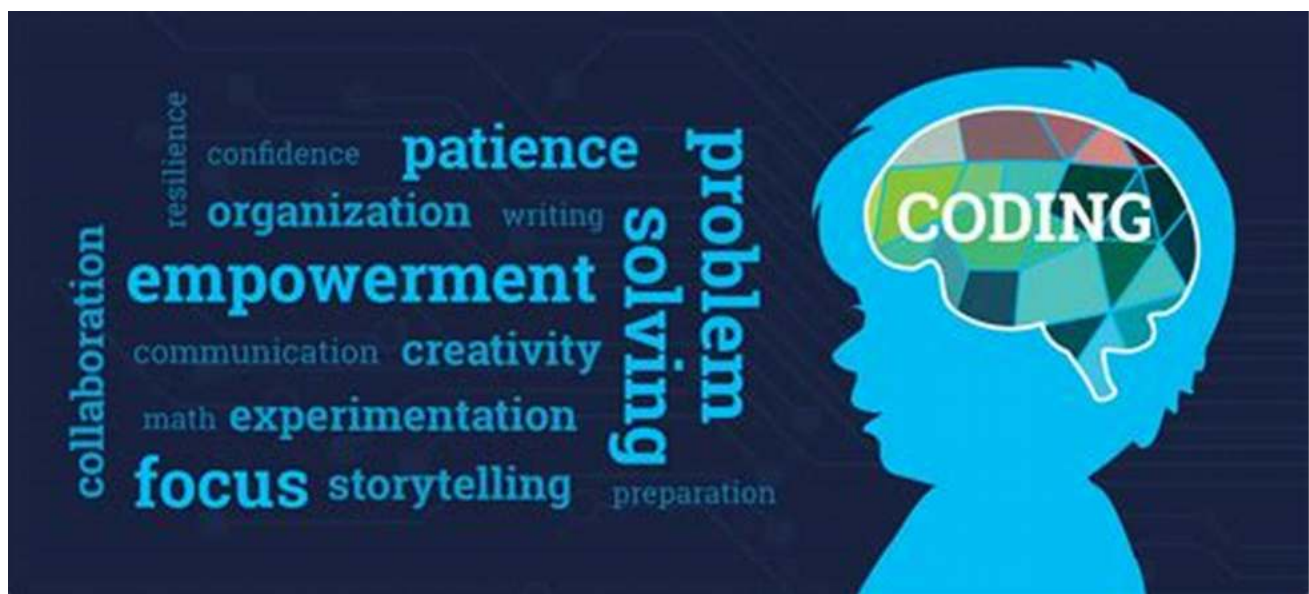 resilience
confidence
patience
organization
writing
collaboration
empowerment
communication
creativity
math
experimentation
focus
storytelling
problem
solving
preparation
CODING